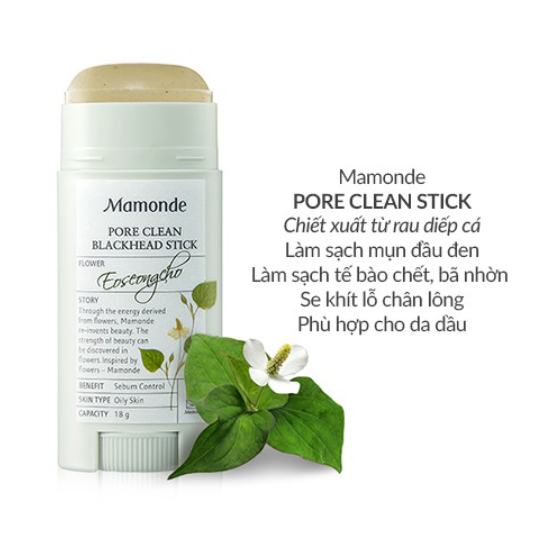 Mamonde
PORE CLEAN
BLACKHEAD STICK
FLOWER
Eoseongcho
STORY
Through the energy derived
from flowers, Mamonde
re-invents beauty. The
strength of beauty can
be discovered in
flowers. Inspired by
flowers – Mamonde
BENEFIT Sebum Control
SKIN TYPE Oily Skin
CAPACITY 18 g
Mamonde
PORE CLEAN STICK
Chiết xuất từ rau diếp cá
Làm sạch mụn đầu đen
Làm sạch tế bào chết, bã nhờn
Se khít lỗ chân lông
Phù hợp cho da dầu